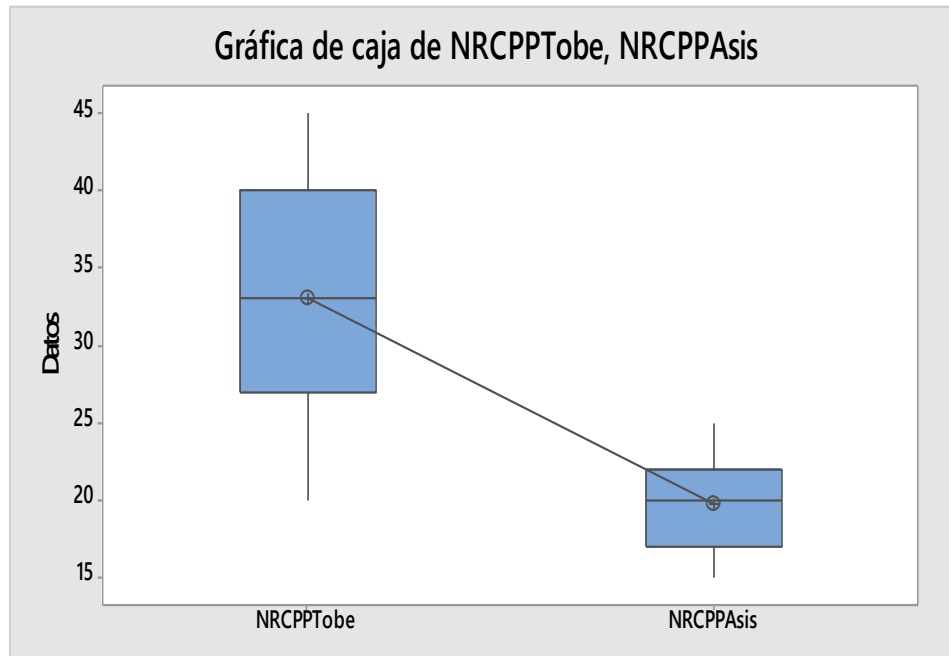 Gráfica de caja de NRCPPTobe, NRCPPAsis
45
40
35
30
25
20
15
Datos
NRCPPTobe
NRCPPAsis